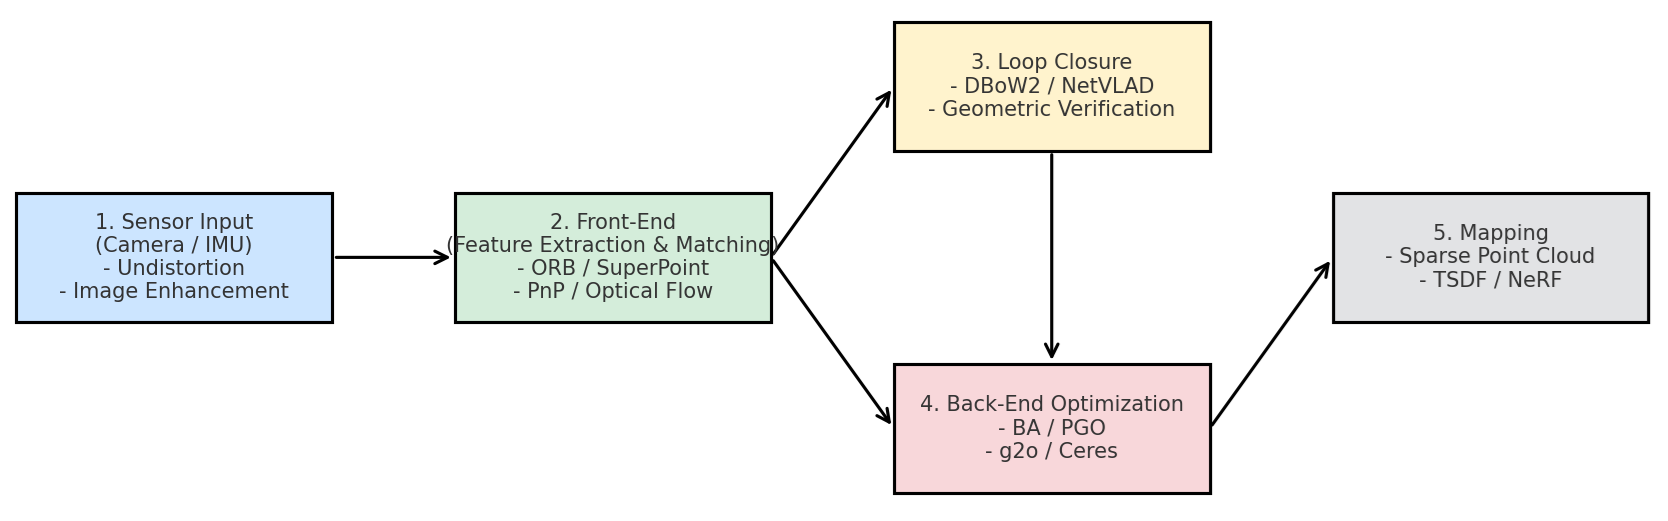 1. Sensor Input
(Camera / IMU)
- Undistortion
- Image Enhancement
2. Front-End
(Feature Extraction & Matching)
- ORB / SuperPoint
- PnP / Optical Flow
3. Loop Closure
- DBoW2 / NetVLAD
- Geometric Verification
4. Back-End Optimization
- BA / PGO
- g2o / Ceres
5. Mapping
- Sparse Point Cloud
- TSDF / NeRF